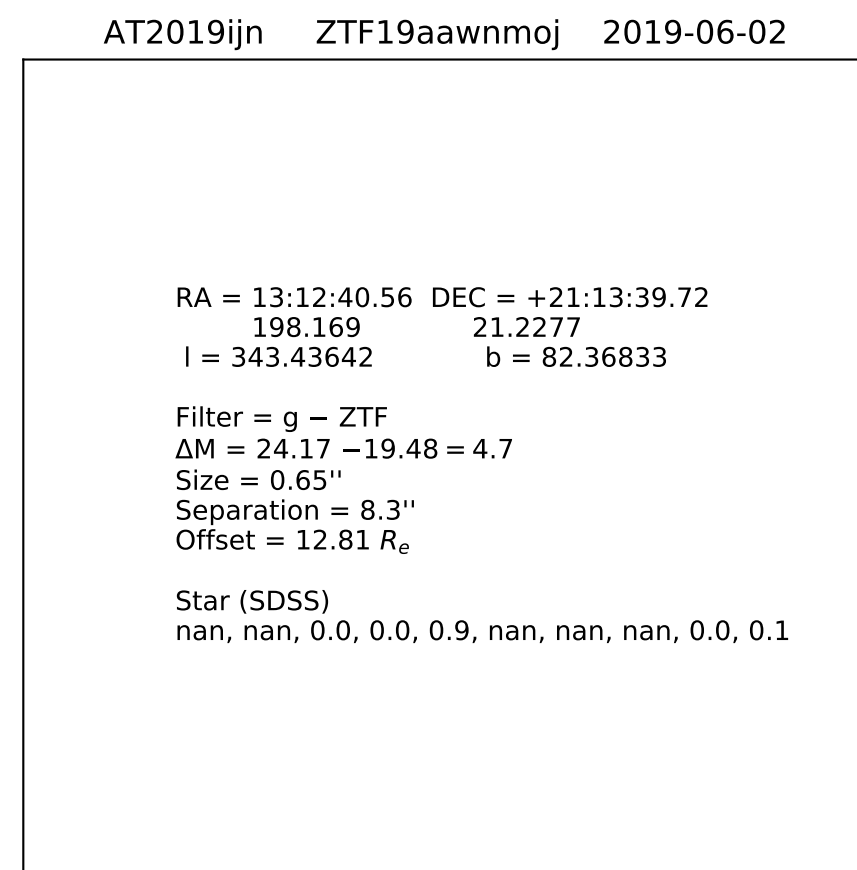 AT2019ijn ZTF19aawnmoj 2019-06-02
RA = 13:12:40.56 DEC = +21:13:39.72
198.169 21.2277
l = 343.43642 b = 82.36833
Filter = g − ZTF
ΔM = 24.17 −19.48 = 4.7
Size = 0.65''
Separation = 8.3''
Offset = 12.81 Rₑ
Star (SDSS)
nan, nan, 0.0, 0.0, 0.9, nan, nan, nan, 0.0, 0.1